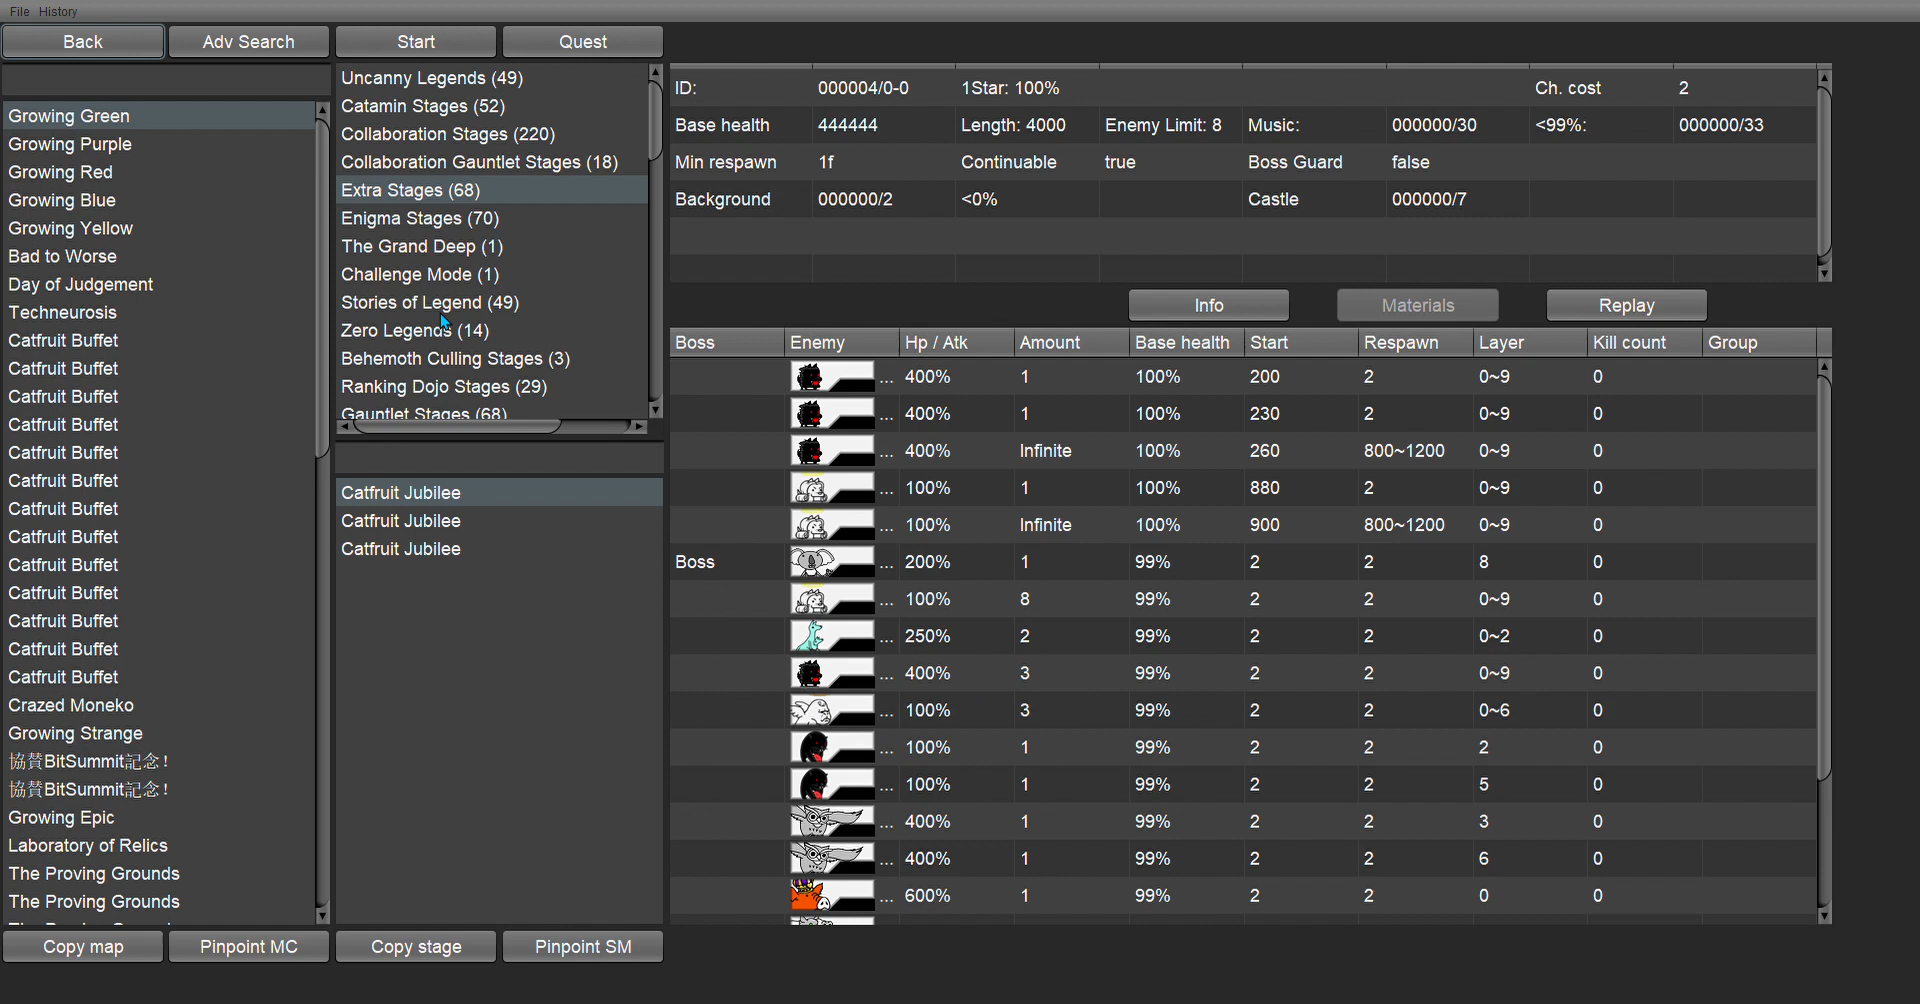 File History
Back Adv Search Start Quest
Growing Green
Growing Purple
Growing Red
Growing Blue
Growing Yellow
Bad to Worse
Day of Judgement
Techneurosis
Catfruit Buffet
Catfruit Buffet
Catfruit Buffet
Catfruit Buffet
Catfruit Buffet
Catfruit Buffet
Catfruit Buffet
Catfruit Buffet
Catfruit Buffet
Catfruit Buffet
Catfruit Buffet
Catfruit Buffet
Catfruit Buffet
Crazed Moneko
Growing Strange
協賛BitSummit記念!
協賛BitSummit記念!
Growing Epic
Laboratory of Relics
The Proving Grounds
The Proving Grounds
Uncanny Legends (49)
Catamin Stages (52)
Collaboration Stages (220)
Collaboration Gauntlet Stages (18)
Extra Stages (68)
Enigma Stages (70)
The Grand Deep (1)
Challenge Mode (1)
Stories of Legend (49)
Zero Legends (14)
Behemoth Culling Stages (3)
Ranking Dojo Stages (29)
Gauntlet Stages (68)
Catfruit Jubilee
Catfruit Jubilee
Catfruit Jubilee
ID: 000004/0-0 1Star: 100% Ch. cost 2
Base health 444444 Length: 4000 Enemy Limit: 8 Music: 000000/30 <99%: 000000/33
Min respawn 1f Continuable true Boss Guard false
Background 000000/2 <0% Castle 000000/7
Info Materials Replay
Boss Enemy Hp / Atk Amount Base health Start Respawn Layer Kill count Group
... 400% 1 100% 200 2 0~9 0
... 400% 1 100% 230 2 0~9 0
... 400% Infinite 100% 260 800~1200 0~9 0
... 100% 1 100% 880 2 0~9 0
... 100% Infinite 100% 900 800~1200 0~9 0
Boss ... 200% 1 99% 2 2 8 0
... 100% 8 99% 2 2 0~9 0
... 250% 2 99% 2 2 0~2 0
... 400% 3 99% 2 2 0~9 0
... 100% 3 99% 2 2 0~6 0
... 100% 1 99% 2 2 2 0
... 100% 1 99% 2 2 5 0
... 400% 1 99% 2 2 3 0
... 400% 1 99% 2 2 6 0
... 600% 1 99% 2 2 0 0
Copy map Pinpoint MC Copy stage Pinpoint SM